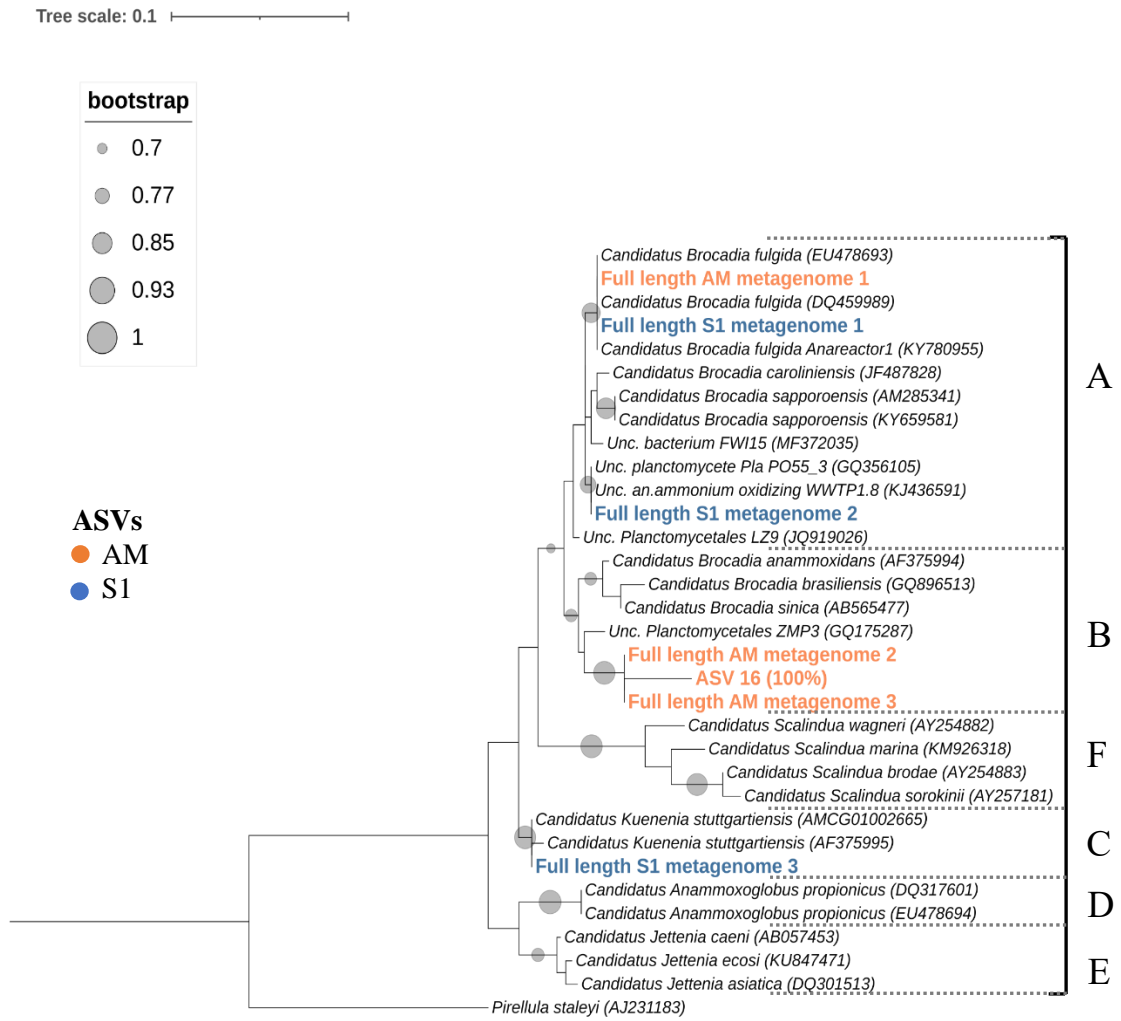 Tree scale: 0.1
bootstrap
0.7
0.77
0.85
0.93
1
Candidatus Brocadia fulgida (EU478693)
Full length AM metagenome 1
Candidatus Brocadia fulgida (DQ459989)
Full length S1 metagenome 1
Candidatus Brocadia fulgida Anareactor1 (KY780955)
Candidatus Brocadia caroliniensis (JF487828)
A
Candidatus Brocadia sapporoensis (AM285341)
Candidatus Brocadia sapporoensis (KY659581)
Unc. bacterium FWI15 (MF372035)
Unc. planctomycete Pla PO55_3 (GQ356105)
Unc. an.ammonium oxidizing WWTP1.8 (KJ436591)
Full length S1 metagenome 2
Unc. Planctomycetales LZ9 (JQ919026)
ASVs
AM
S1
Candidatus Brocadia anammoxidans (AF375994)
Candidatus Brocadia brasiliensis (GQ896513)
Candidatus Brocadia sinica (AB565477)
Unc. Planctomycetales ZMP3 (GQ175287)
B
Full length AM metagenome 2
ASV 16 (100%)
Full length AM metagenome 3
Candidatus Scalindua wagneri (AY254882)
Candidatus Scalindua marina (KM926318)
F
Candidatus Scalindua brodae (AY254883)
Candidatus Scalindua sorokinii (AY257181)
Candidatus Kuenenia stuttgartiensis (AMCG01002665)
Candidatus Kuenenia stuttgartiensis (AF375995)
C
Full length S1 metagenome 3
Candidatus Anammoxoglobus propionicus (DQ317601)
D
Candidatus Anammoxoglobus propionicus (EU478694)
Candidatus Jettenia caeni (AB057453)
Candidatus Jettenia ecosi (KU847471)
E
Candidatus Jettenia asiatica (DQ301513)
Pirellula staleyi (AJ231183)